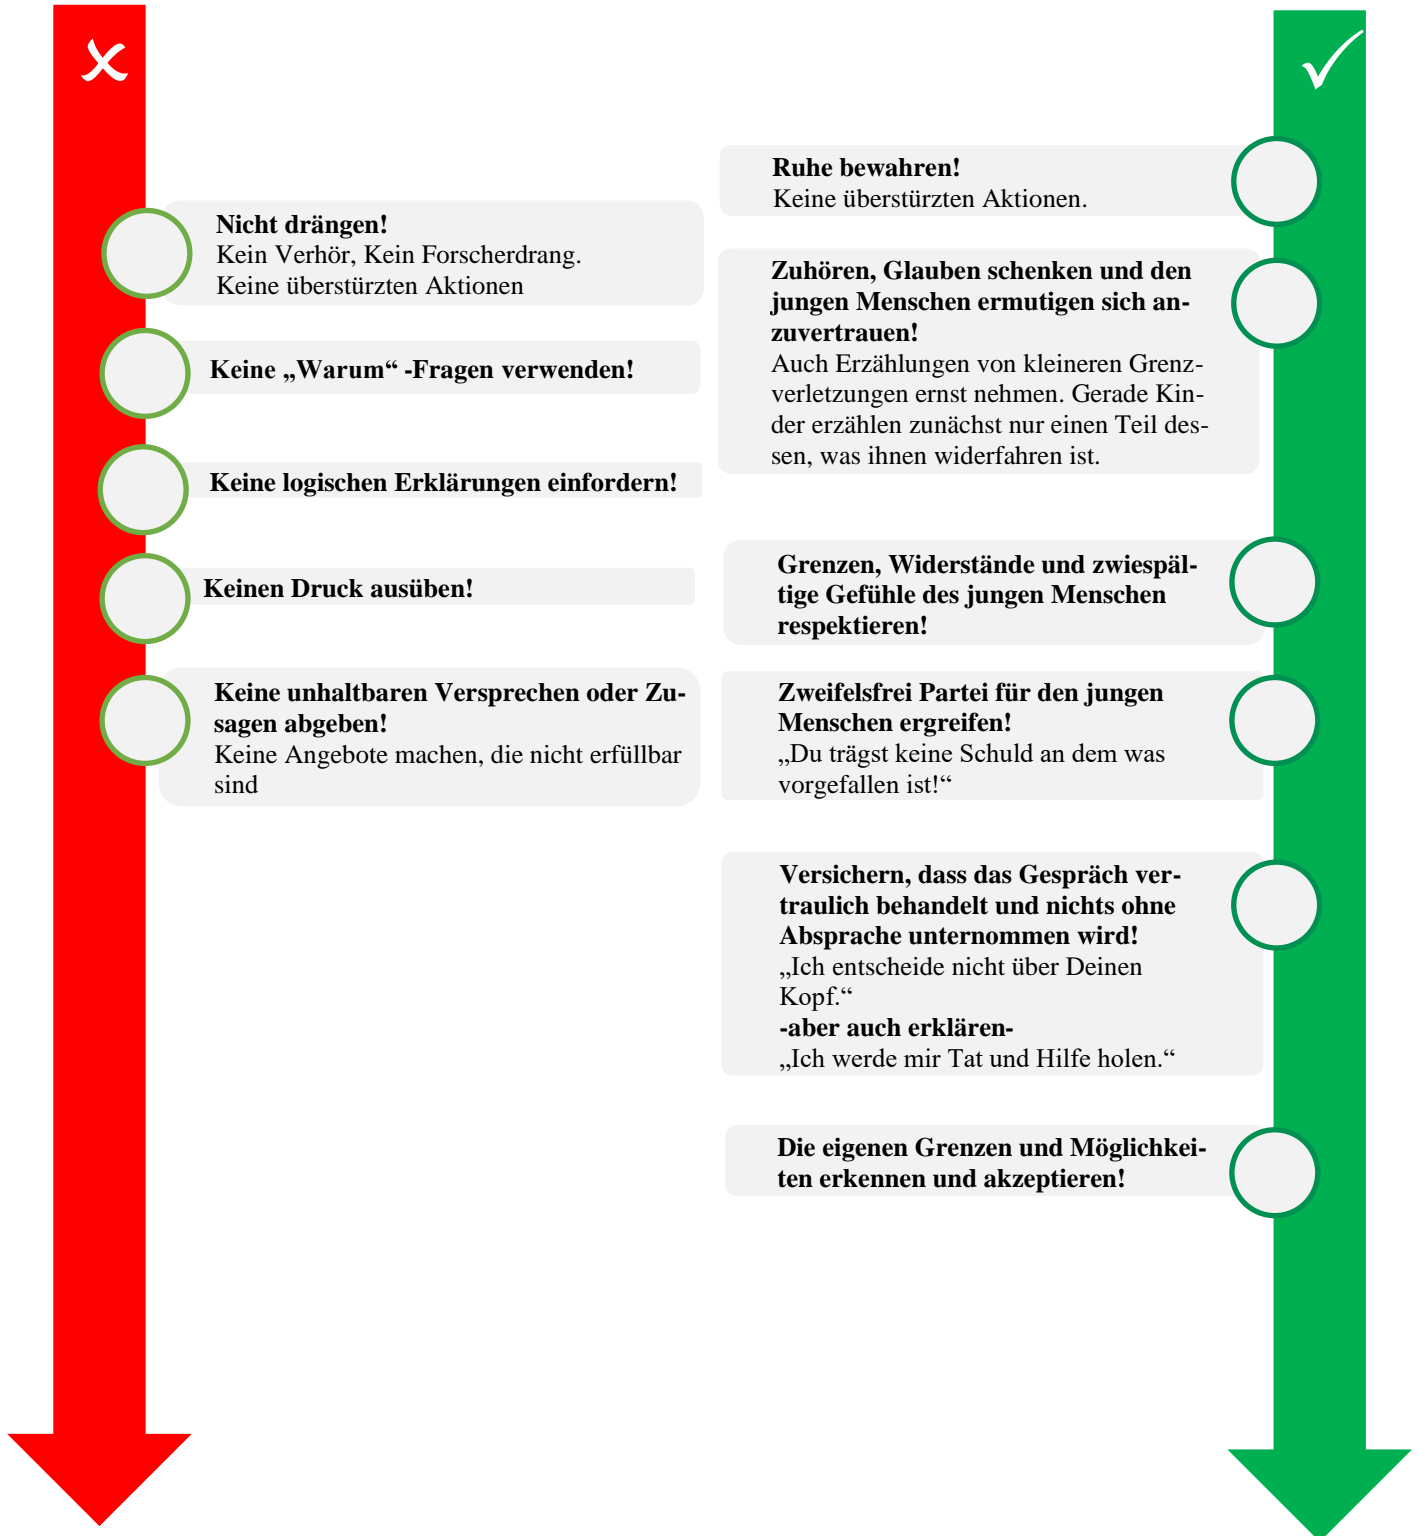 Nicht drängen!
Kein Verhör, Kein Forscherdrang.
Keine überstürzten Aktionen
Keine „Warum“ -Fragen verwenden!
Keine logischen Erklärungen einfordern!
Keinen Druck ausüben!
Keine unhaltbaren Versprechen oder Zu-
sagen abgeben!
Keine Angebote machen, die nicht erfüllbar
sind
Ruhe bewahren!
Keine überstürzten Aktionen.
Zuhören, Glauben schenken und den
jungen Menschen ermutigen sich an-
zuvertrauen!
Auch Erzählungen von kleineren Grenz-
verletzungen ernst nehmen. Gerade Kin-
der erzählen zunächst nur einen Teil des-
sen, was ihnen widerfahren ist.
Grenzen, Widerstände und zwiespäl-
tige Gefühle des jungen Menschen
respektieren!
Zweifelsfrei Partei für den jungen
Menschen ergreifen!
„Du trägst keine Schuld an dem was
vorgefallen ist!“
Versichern, dass das Gespräch ver-
traulich behandelt und nichts ohne
Absprache unternommen wird!
„Ich entscheide nicht über Deinen
Kopf.“
-aber auch erklären-
„Ich werde mir Tat und Hilfe holen.“
Die eigenen Grenzen und Möglichkei-
ten erkennen und akzeptieren!